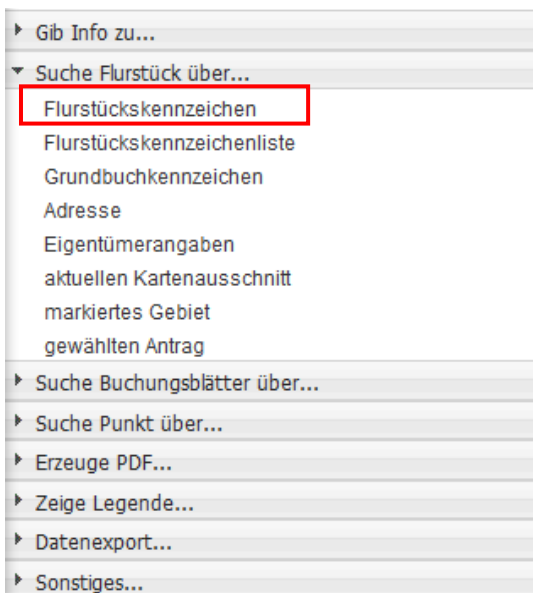 Gib Info zu...
Suche Flurstück über...
Flurstückskennzeichen
Flurstückskennzeichenliste
Grundbuchkennzeichen
Adresse
Eigentümerangaben
aktuellen Kartenausschnitt
markiertes Gebiet
gewählten Antrag
Suche Buchungsblätter über...
Suche Punkt über...
Erzeuge PDF...
Zeige Legende...
Datenexport...
Sonstiges...